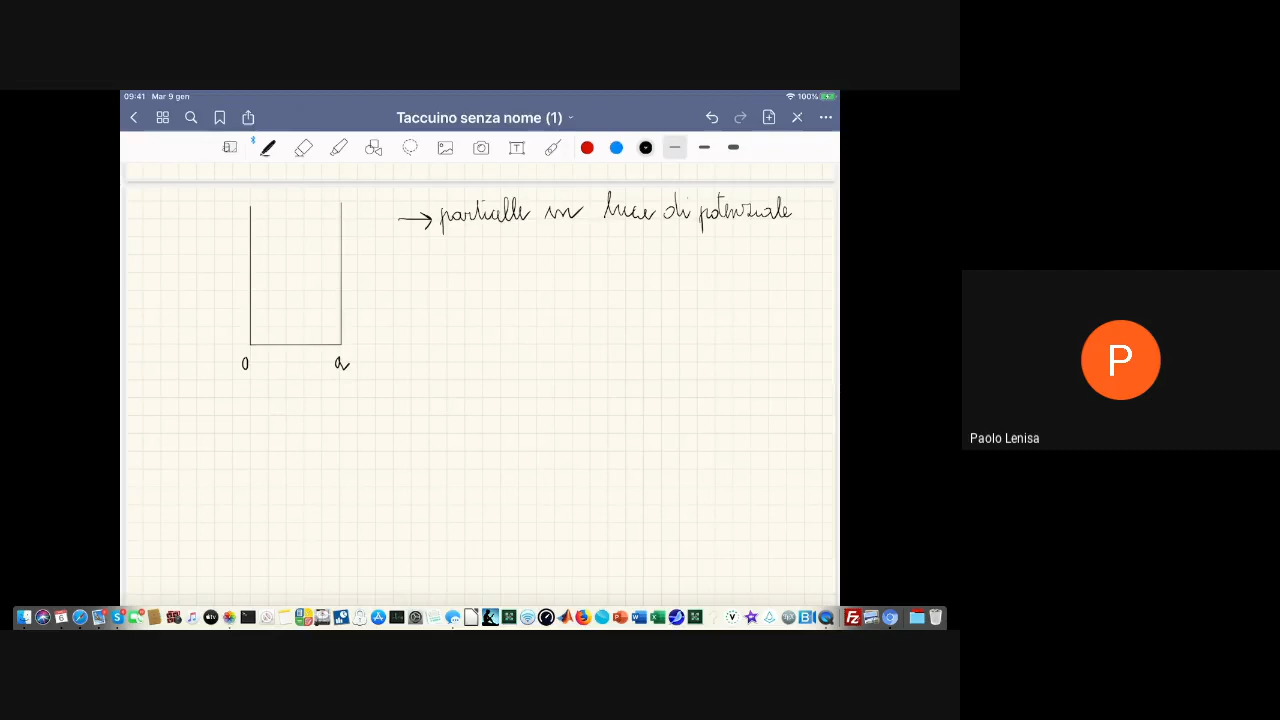 09:41 Mar 9 gen
100%
Taccuino senza nome (1)
→ particelle in buca di potenziale
0 a
P
Paolo Lenisa